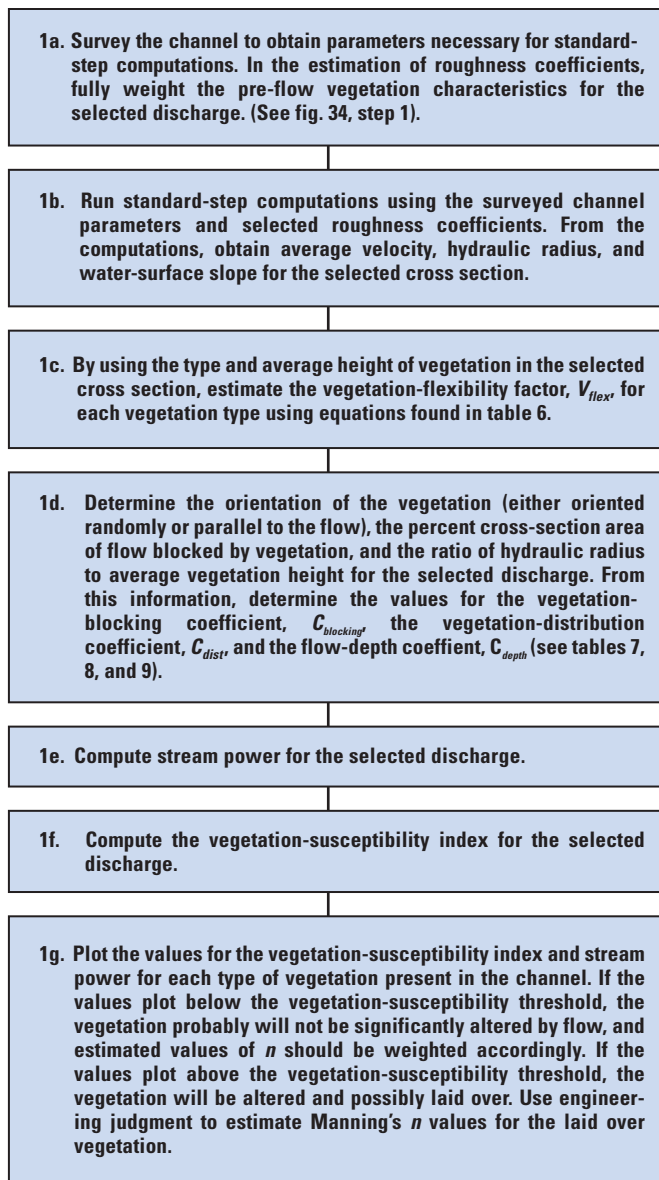 1a. Survey the channel to obtain parameters necessary for standard-
step computations. In the estimation of roughness coefficients,
fully weight the pre-flow vegetation characteristics for the
selected discharge. (See fig. 34, step 1).
1b. Run standard-step computations using the surveyed channel
parameters and selected roughness coefficients. From the
computations, obtain average velocity, hydraulic radius, and
water-surface slope for the selected cross section.
1c. By using the type and average height of vegetation in the selected
cross section, estimate the vegetation-flexibility factor, Vflex, for
each vegetation type using equations found in table 6.
1d. Determine the orientation of the vegetation (either oriented
randomly or parallel to the flow), the percent cross-section area
of flow blocked by vegetation, and the ratio of hydraulic radius
to average vegetation height for the selected discharge. From
this information, determine the values for the vegetation-
blocking coefficient, Cblocking, the vegetation-distribution
coefficient, Cdist, and the flow-depth coeffient, Cdepth (see tables 7,
8, and 9).
1e. Compute stream power for the selected discharge.
1f. Compute the vegetation-susceptibility index for the selected
discharge.
1g. Plot the values for the vegetation-susceptibility index and stream
power for each type of vegetation present in the channel. If the
values plot below the vegetation-susceptibility threshold, the
vegetation probably will not be significantly altered by flow, and
estimated values of n should be weighted accordingly. If the
values plot above the vegetation-susceptibility threshold, the
vegetation will be altered and possibly laid over. Use engineer-
ing judgment to estimate Manning's n values for the laid over
vegetation.